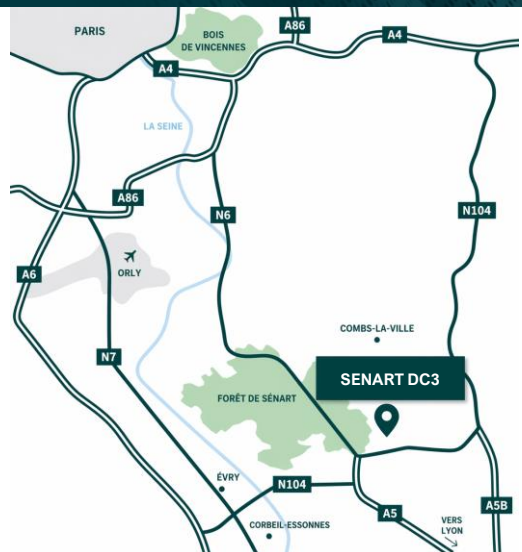 PARIS
BOIS
DE VINCENNES
A86
A4
A4
LA SEINE
A86
N6
N104
ORLY
A6
COMBS-LA-VILLE
N7
SENART DC3
FORÊT DE SÉNART
ÉVRY
N104
A5
A5B
CORBEIL-ESSONNES
VERS
LYON